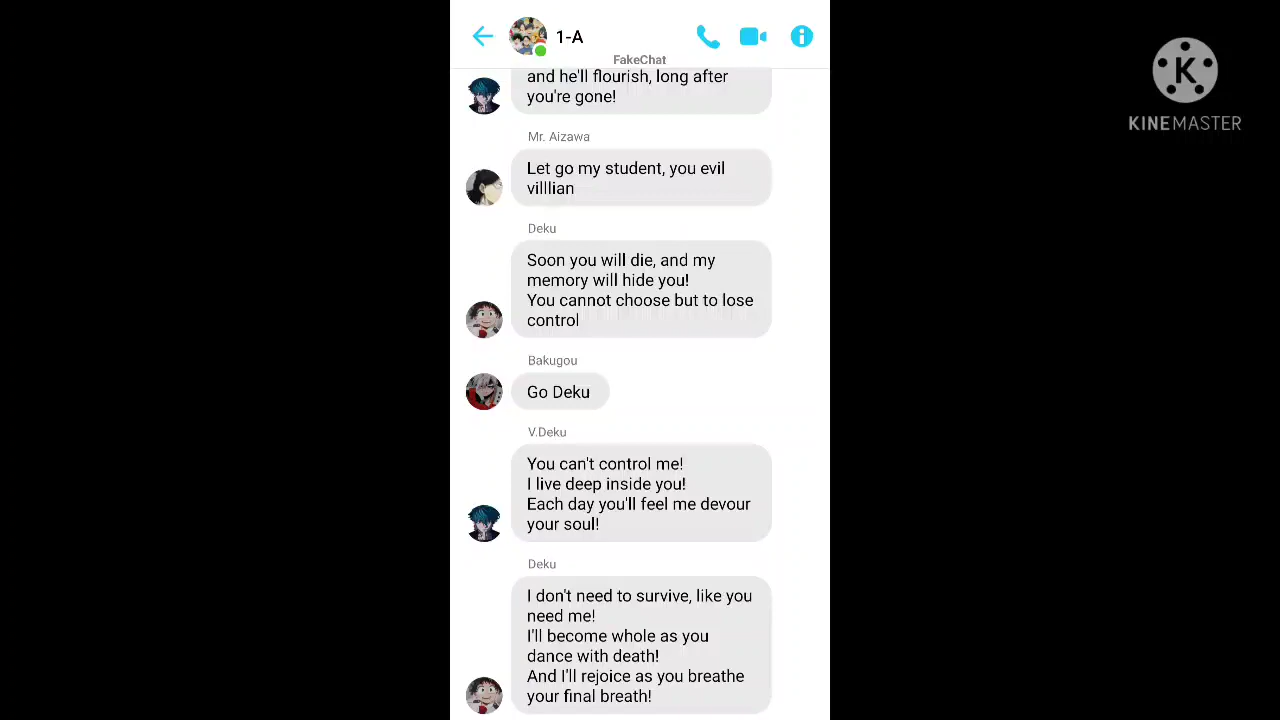 1-A
FakeChat
and he'll flourish, long after
you're gone!
Mr. Aizawa
Let go my student, you evil
villlian
Deku
Soon you will die, and my
memory will hide you!
You cannot choose but to lose
control
Bakugou
Go Deku
V.Deku
You can't control me!
I live deep inside you!
Each day you'll feel me devour
your soul!
Deku
I don't need to survive, like you
need me!
I'll become whole as you
dance with death!
And I'll rejoice as you breathe
your final breath!
K
KINEMASTER